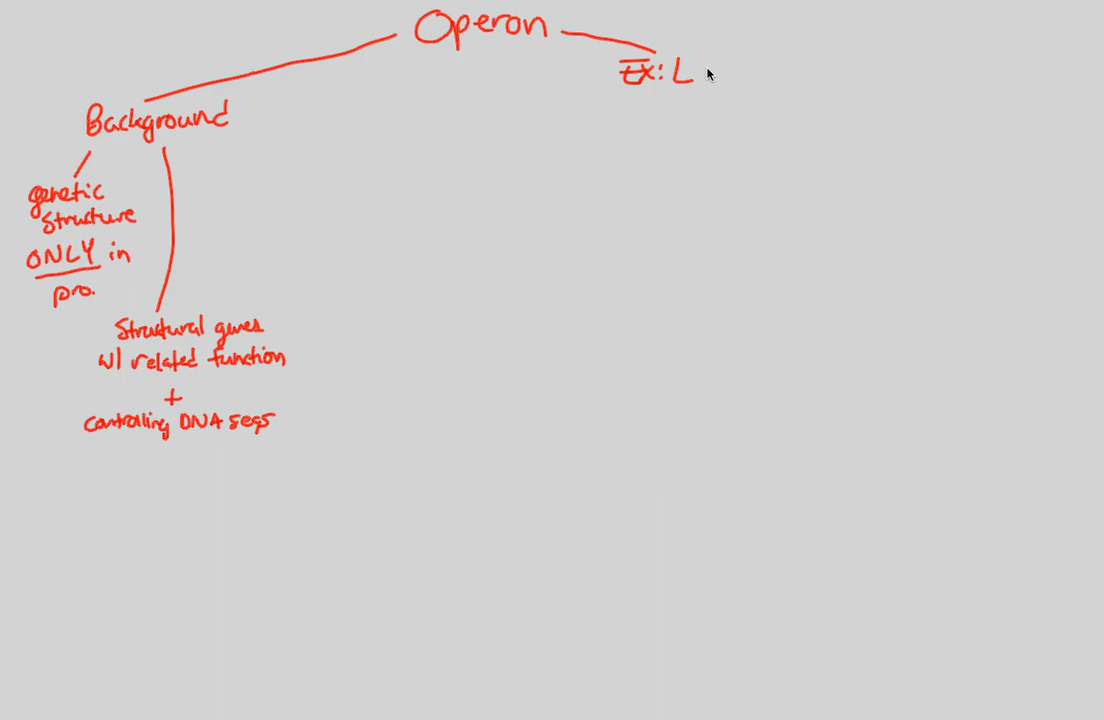 Operon
Ex: L
Background
genetic
structure
ONLY in
pro.
Structural genes
w/ related function
+
Controlling DNA seqs